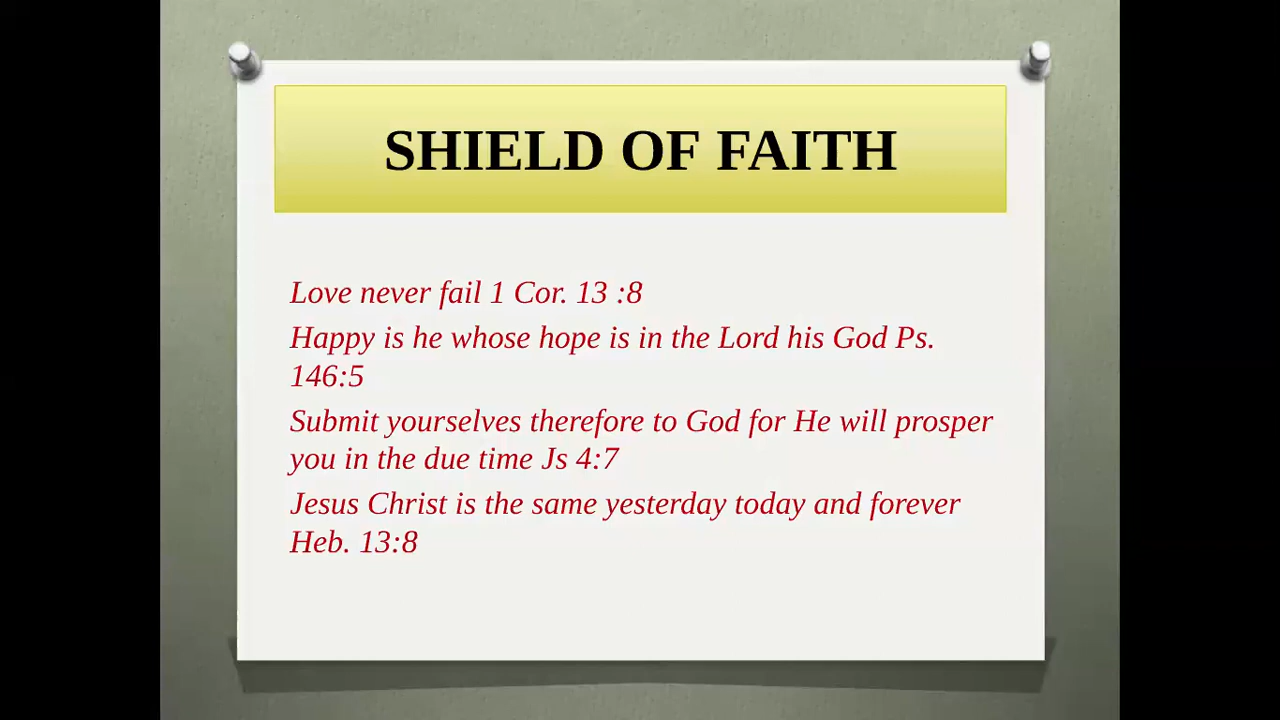 SHIELD OF FAITH
Love never fail 1 Cor. 13 :8
Happy is he whose hope is in the Lord his God Ps.
146:5
Submit yourselves therefore to God for He will prosper
you in the due time Js 4:7
Jesus Christ is the same yesterday today and forever
Heb. 13:8